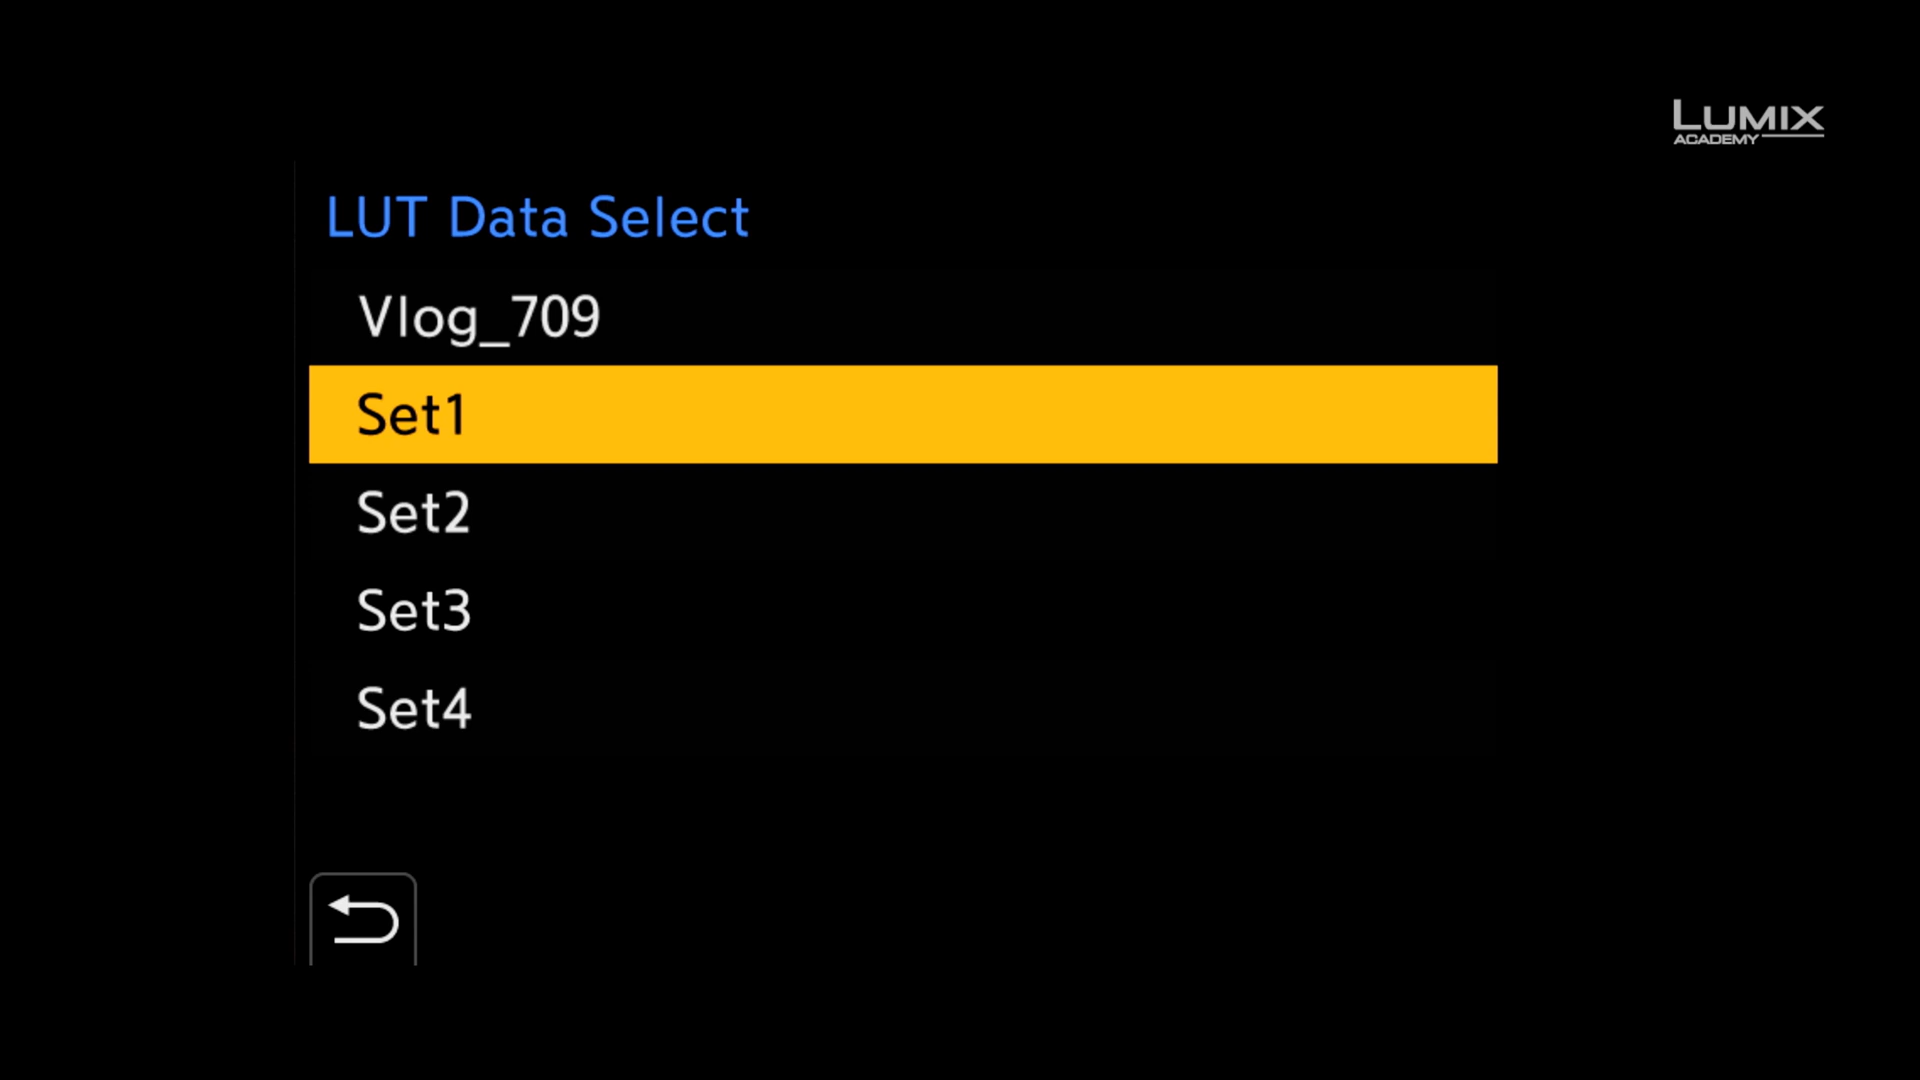 LUMIX
ACADEMY
LUT Data Select
Vlog_709
Set1
Set2
Set3
Set4